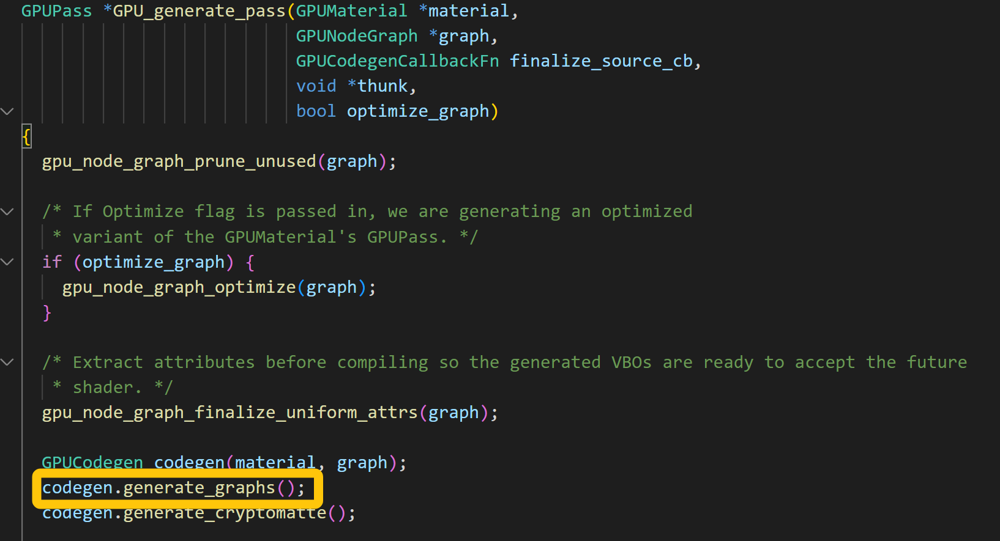 GPUPass *GPU_generate_pass(GPUMaterial *material,
GPUNodeGraph *graph,
GPUCodegenCallbackFn finalize_source_cb,
void *thunk,
bool optimize_graph)
{
gpu_node_graph_prune_unused(graph);
/* If Optimize flag is passed in, we are generating an optimized
* variant of the GPUMaterial's GPUPass. */
if (optimize_graph) {
gpu_node_graph_optimize(graph);
}
/* Extract attributes before compiling so the generated VBOs are ready to accept the future
* shader. */
gpu_node_graph_finalize_uniform_attrs(graph);
GPUCodegen codegen(material, graph);
codegen.generate_graphs();
codegen.generate_cryptomatte();